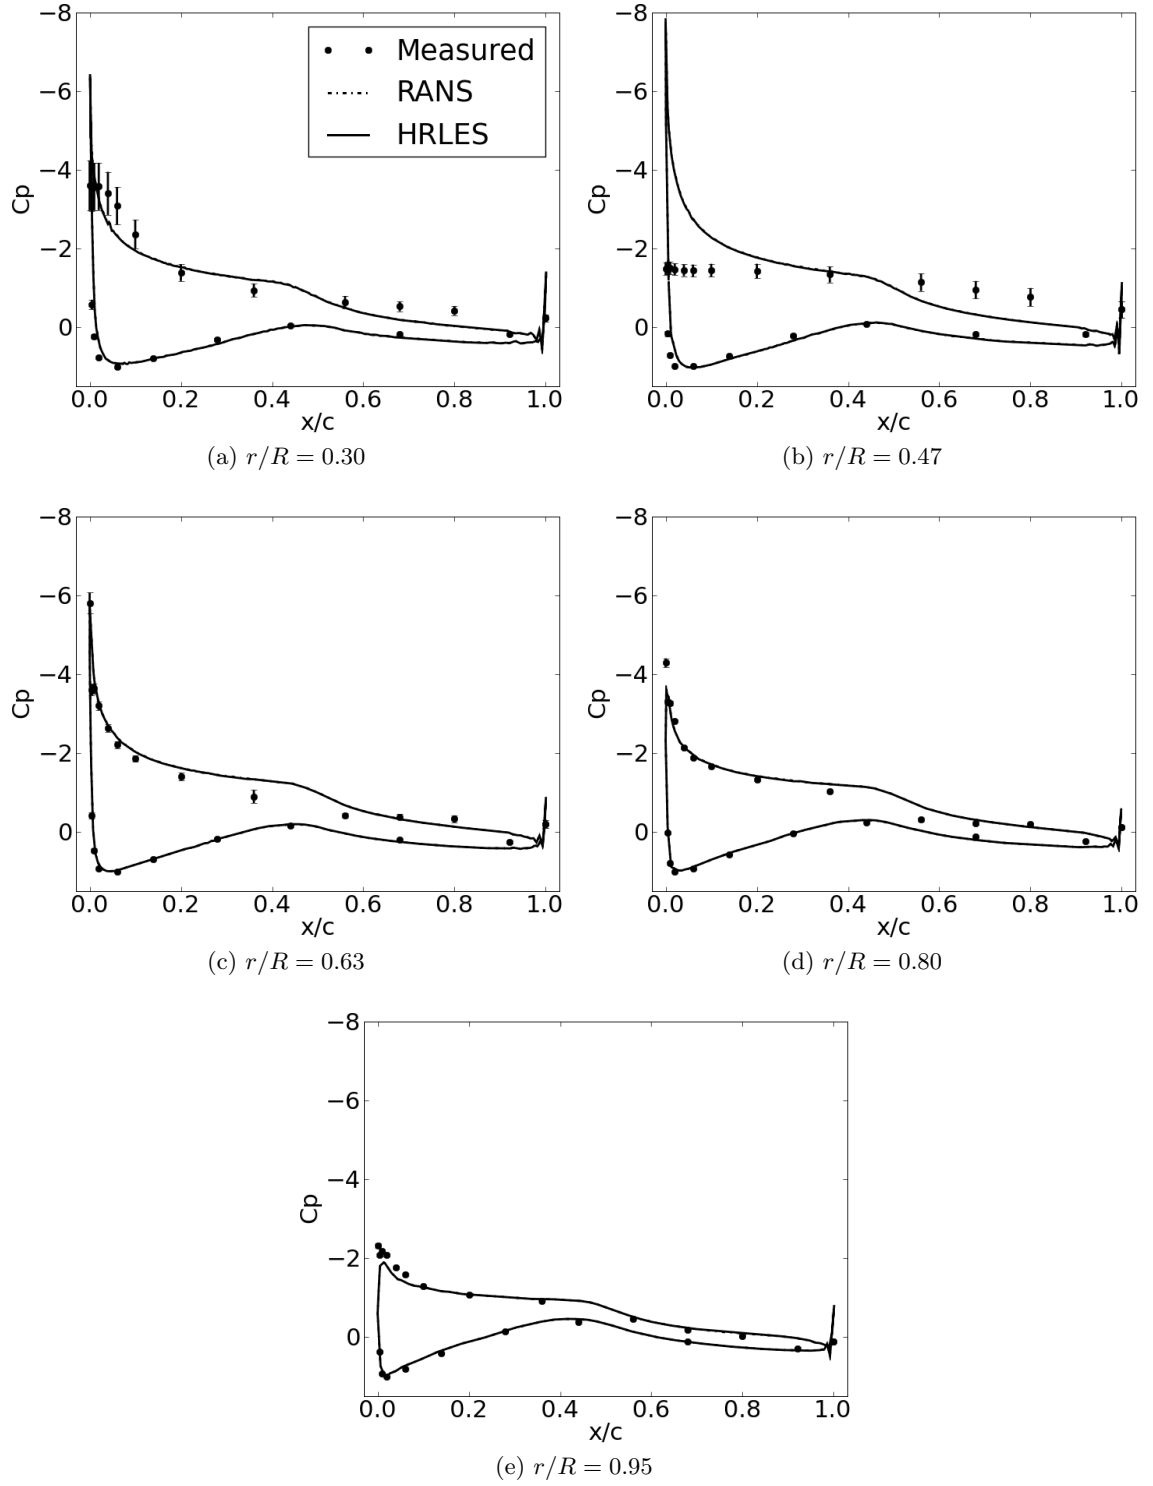 −8
−6
−4
−2
0
Cp
0.0 0.2 0.4 0.6 0.8 1.0
x/c
Measured
RANS
HRLES
(a) r/R = 0.30
−8
−6
−4
−2
0
Cp
0.0 0.2 0.4 0.6 0.8 1.0
x/c
(b) r/R = 0.47
−8
−6
−4
−2
0
Cp
0.0 0.2 0.4 0.6 0.8 1.0
x/c
(c) r/R = 0.63
−8
−6
−4
−2
0
Cp
0.0 0.2 0.4 0.6 0.8 1.0
x/c
(d) r/R = 0.80
−8
−6
−4
−2
0
Cp
0.0 0.2 0.4 0.6 0.8 1.0
x/c
(e) r/R = 0.95